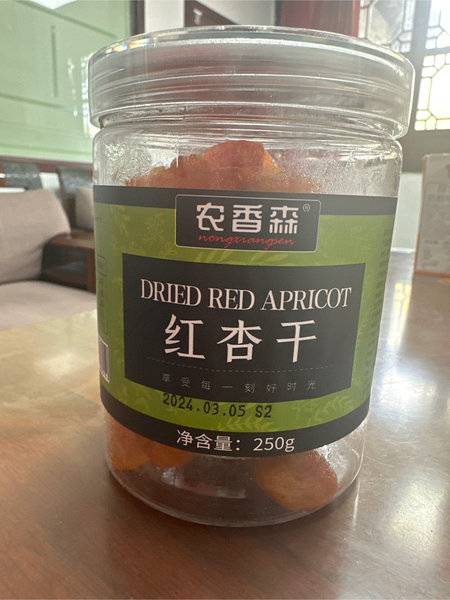 农香森®
nongxiangsen
DRIED RED APRICOT
红杏干
享受每一刻好时光
2024.03.05 S2
净含量：250g